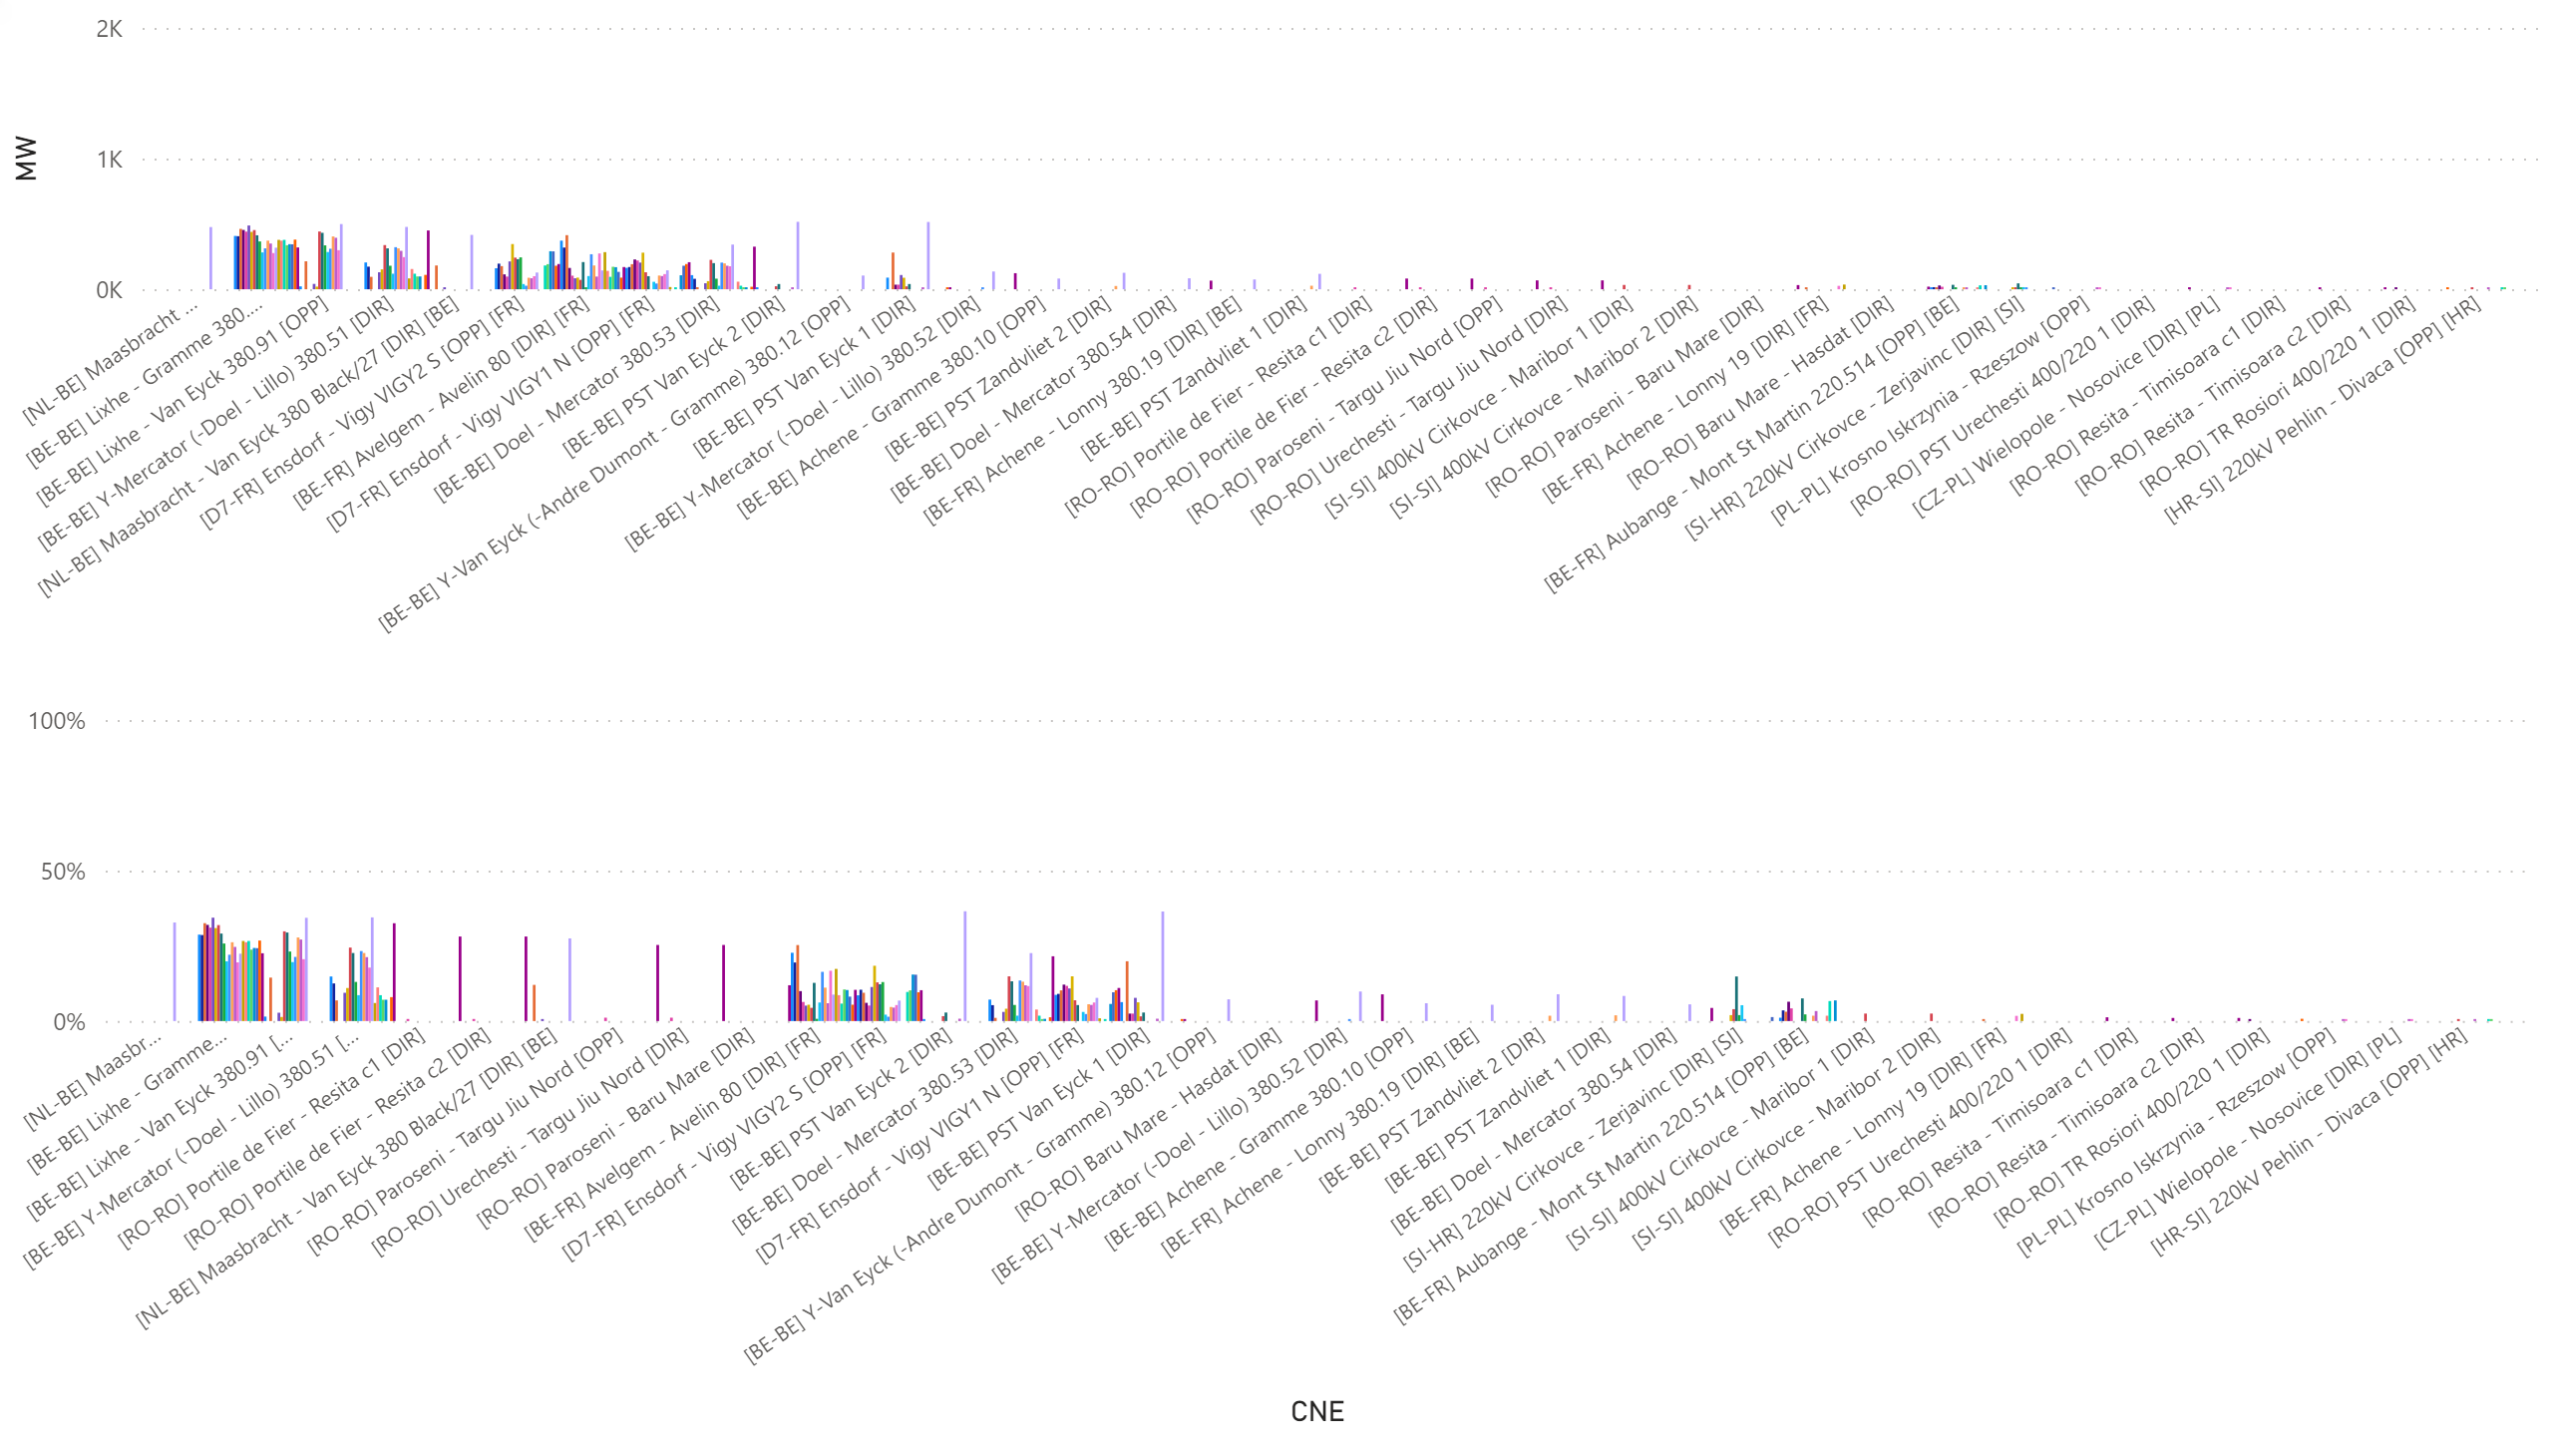 2K
1K
0K
MW
[NL-BE] Maasbracht ...
[BE-BE] Lixhe - Gramme 380....
[BE-BE] Lixhe - Van Eyck 380.91 [OPP]
[BE-BE] Y-Mercator (-Doel - Lillo) 380.51 [DIR]
[NL-BE] Maasbracht - Van Eyck 380 Black/27 [DIR] [BE]
[D7-FR] Ensdorf - Vigy VIGY2 S [OPP] [FR]
[BE-FR] Avelgem - Avelin 80 [DIR] [FR]
[D7-FR] Ensdorf - Vigy VIGY1 N [OPP] [FR]
[BE-BE] Doel - Mercator 380.53 [DIR]
[BE-BE] PST Van Eyck 2 [DIR]
[BE-BE] Y-Van Eyck (-Andre Dumont - Gramme) 380.12 [OPP]
[BE-BE] PST Van Eyck 1 [DIR]
[BE-BE] Y-Mercator (-Doel - Lillo) 380.52 [DIR]
[BE-BE] Achene - Gramme 380.10 [OPP]
[BE-BE] PST Zandvliet 2 [DIR]
[BE-BE] Doel - Mercator 380.54 [DIR]
[BE-FR] Achene - Lonny 380.19 [DIR] [BE]
[BE-BE] PST Zandvliet 1 [DIR]
[RO-RO] Portile de Fier - Resita c1 [DIR]
[RO-RO] Portile de Fier - Resita c2 [DIR]
[RO-RO] Paroseni - Targu Jiu Nord [OPP]
[RO-RO] Urechesti - Targu Jiu Nord [DIR]
[SI-SI] 400kV Cirkovce - Maribor 1 [DIR]
[SI-SI] 400kV Cirkovce - Maribor 2 [DIR]
[RO-RO] Paroseni - Baru Mare [DIR]
[BE-FR] Achene - Lonny 19 [DIR] [FR]
[RO-RO] Baru Mare - Hasdat [DIR]
[BE-FR] Aubange - Mont St Martin 220.514 [OPP] [BE]
[SI-HR] 220kV Cirkovce - Zerjavinc [DIR] [SI]
[PL-PL] Krosno Iskrzynia - Rzeszow [OPP]
[RO-RO] PST Urechesti 400/220 1 [DIR]
[CZ-PL] Wielopole - Nosovice [DIR] [PL]
[RO-RO] Resita - Timisoara c1 [DIR]
[RO-RO] Resita - Timisoara c2 [DIR]
[RO-RO] TR Rosiori 400/220 1 [DIR]
[HR-SI] 220kV Pehlin - Divaca [OPP] [HR]
100%
50%
0%
[NL-BE] Maasbr...
[BE-BE] Lixhe - Gramme...
[BE-BE] Lixhe - Van Eyck 380.91 [...
[BE-BE] Y-Mercator (-Doel - Lillo) 380.51 [...
[RO-RO] Portile de Fier - Resita c1 [DIR]
[RO-RO] Portile de Fier - Resita c2 [DIR]
[NL-BE] Maasbracht - Van Eyck 380 Black/27 [DIR] [BE]
[RO-RO] Paroseni - Targu Jiu Nord [OPP]
[RO-RO] Urechesti - Targu Jiu Nord [DIR]
[RO-RO] Paroseni - Baru Mare [DIR]
[BE-FR] Avelgem - Avelin 80 [DIR] [FR]
[D7-FR] Ensdorf - Vigy VIGY2 S [OPP] [FR]
[BE-BE] PST Van Eyck 2 [DIR]
[BE-BE] Doel - Mercator 380.53 [DIR]
[D7-FR] Ensdorf - Vigy VIGY1 N [OPP] [FR]
[BE-BE] PST Van Eyck 1 [DIR]
[BE-BE] Y-Van Eyck (-Andre Dumont - Gramme) 380.12 [OPP]
[RO-RO] Baru Mare - Hasdat [DIR]
[BE-BE] Y-Mercator (-Doel - Lillo) 380.52 [DIR]
[BE-BE] Achene - Gramme 380.10 [OPP]
[BE-FR] Achene - Lonny 380.19 [DIR] [BE]
[BE-BE] PST Zandvliet 2 [DIR]
[BE-BE] PST Zandvliet 1 [DIR]
[BE-BE] Doel - Mercator 380.54 [DIR]
[SI-HR] 220kV Cirkovce - Zerjavinc [DIR] [SI]
[BE-FR] Aubange - Mont St Martin 220.514 [OPP] [BE]
[SI-SI] 400kV Cirkovce - Maribor 1 [DIR]
[SI-SI] 400kV Cirkovce - Maribor 2 [DIR]
[BE-FR] Achene - Lonny 19 [DIR] [FR]
[RO-RO] PST Urechesti 400/220 1 [DIR]
[RO-RO] Resita - Timisoara c1 [DIR]
[RO-RO] Resita - Timisoara c2 [DIR]
[RO-RO] TR Rosiori 400/220 1 [DIR]
[PL-PL] Krosno Iskrzynia - Rzeszow [OPP]
[CZ-PL] Wielopole - Nosovice [DIR] [PL]
[HR-SI] 220kV Pehlin - Divaca [OPP] [HR]
CNE